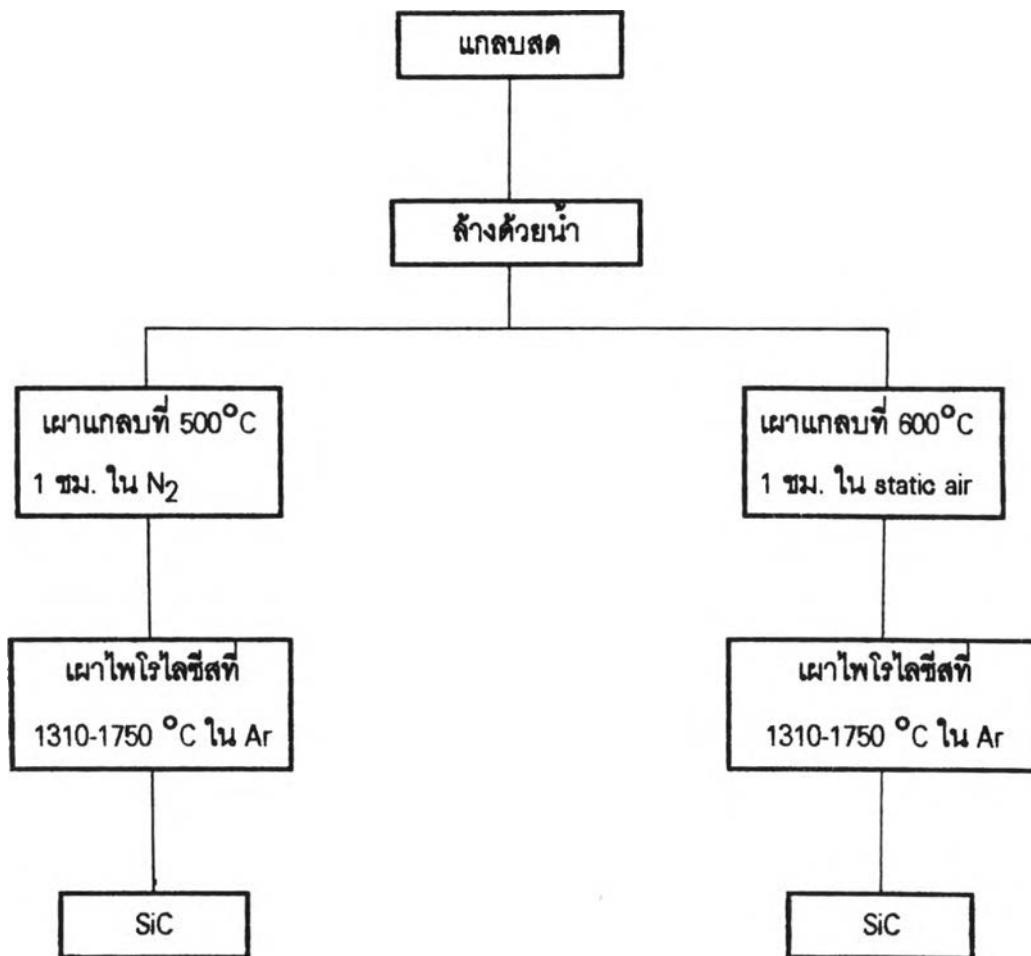 แกลบสด
ล้างด้วยน้ำ
เผาแกลบที่ 500°C
1 ชม. ใน N2
เผาแกลบที่ 600°C
1 ชม. ใน static air
เผาไพโรไลซีสที่
1310-1750 °C ใน Ar
เผาไพโรไลซีสที่
1310-1750 °C ใน Ar
SiC
SiC